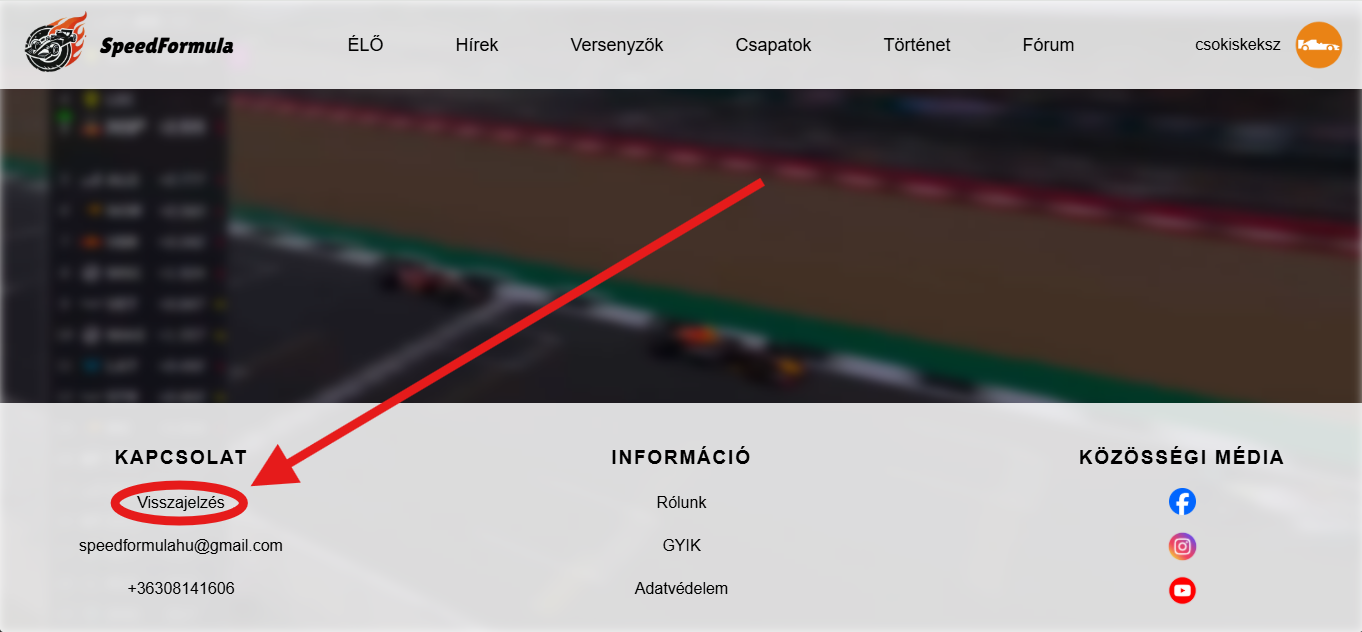 SpeedFormula
ÉLŐ
Hírek
Versenyzők
Csapatok
Történet
Fórum
csokiskeksz
KAPCSOLAT
Visszajelzés
speedformulahu@gmail.com
+36308141606
INFORMÁCIÓ
Rólunk
GYIK
Adatvédelem
KÖZÖSSÉGI MÉDIA